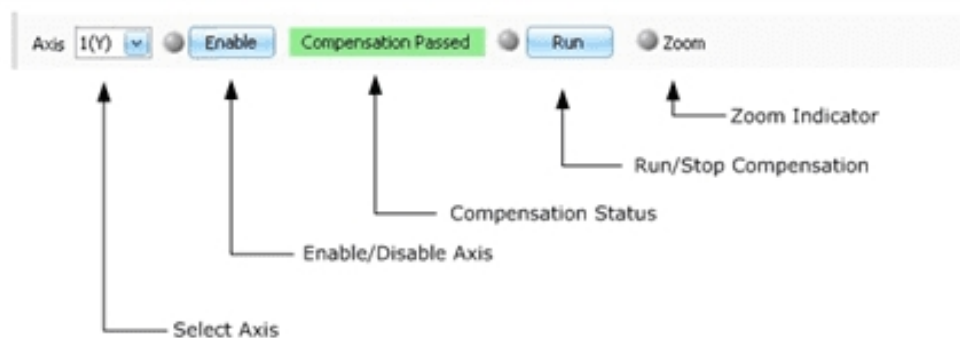 Axis 1(Y) Enable Compensation Passed Run Zoom
Zoom Indicator
Run/Stop Compensation
Compensation Status
Enable/Disable Axis
Select Axis